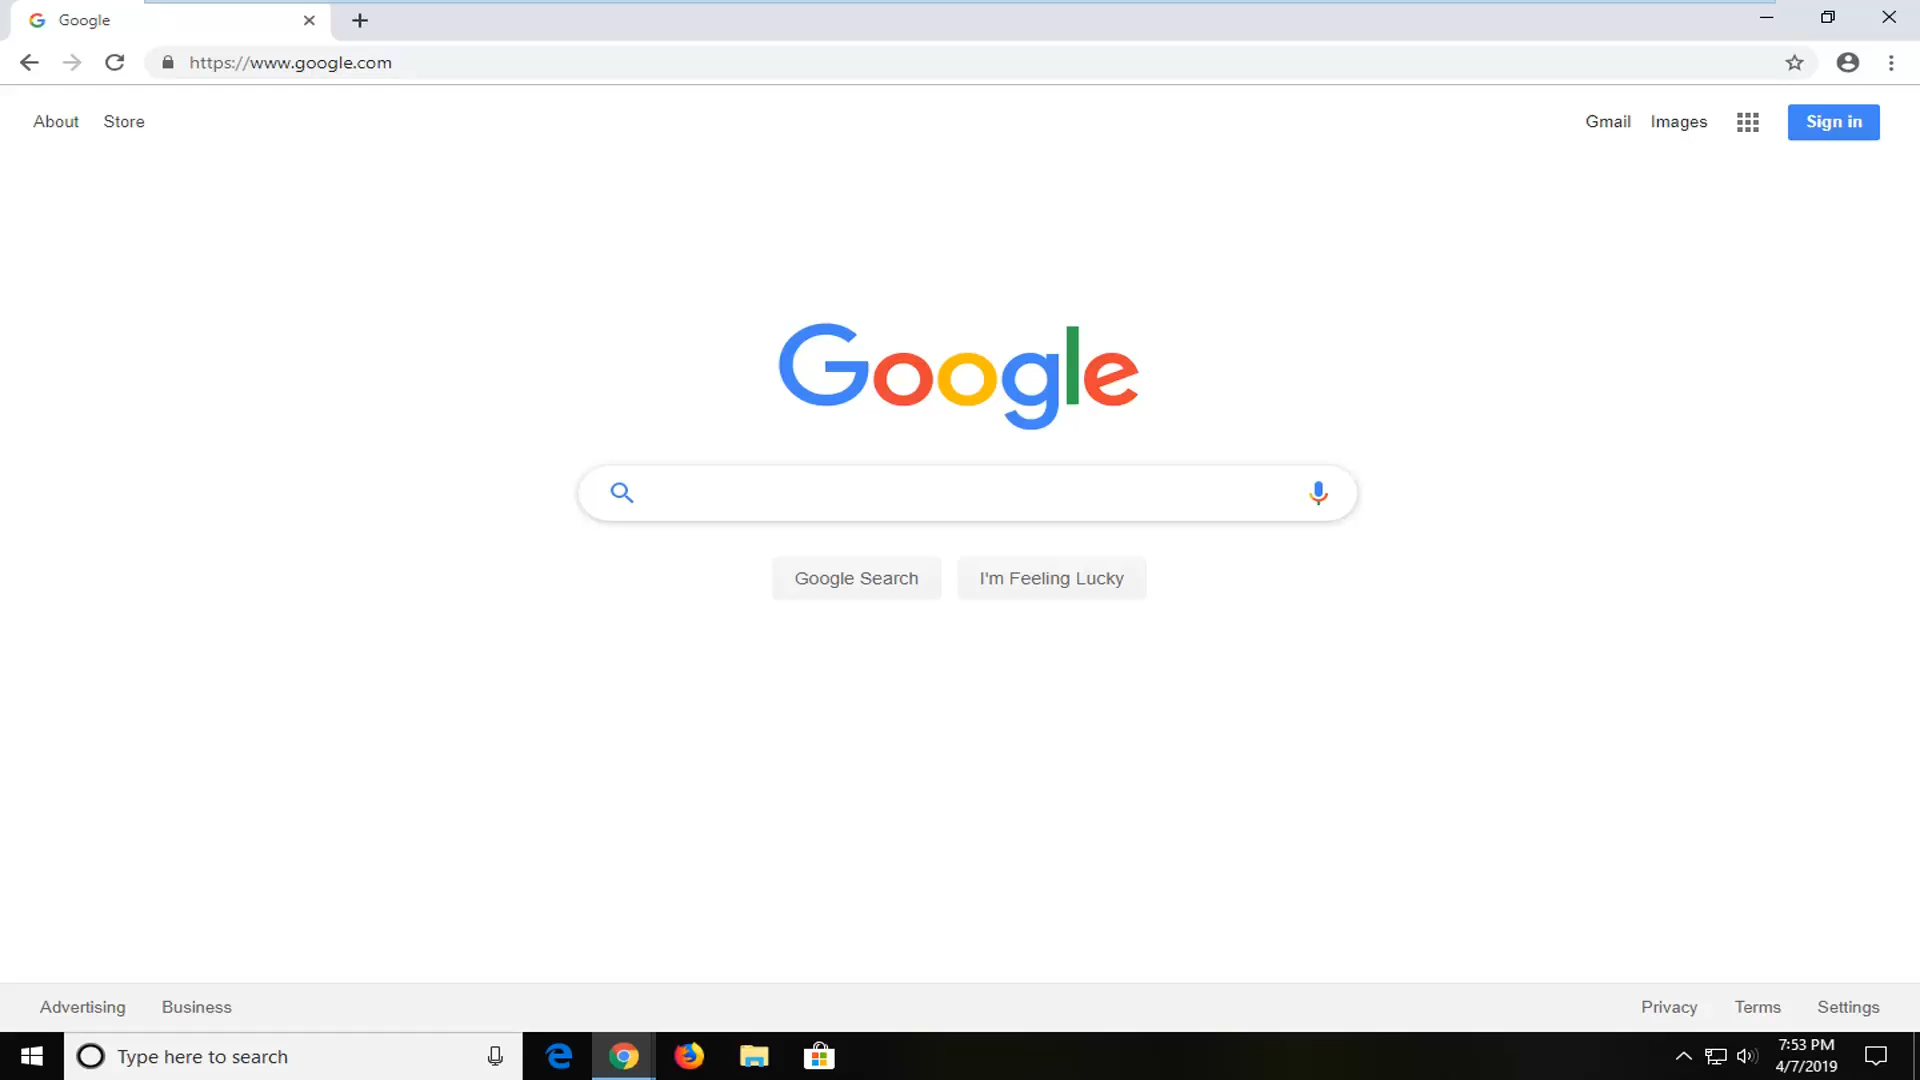 Google
https://www.google.com
About Store Gmail Images Sign in
Google
Google Search I'm Feeling Lucky
Advertising Business Privacy Terms Settings
Type here to search
7:53 PM
4/7/2019